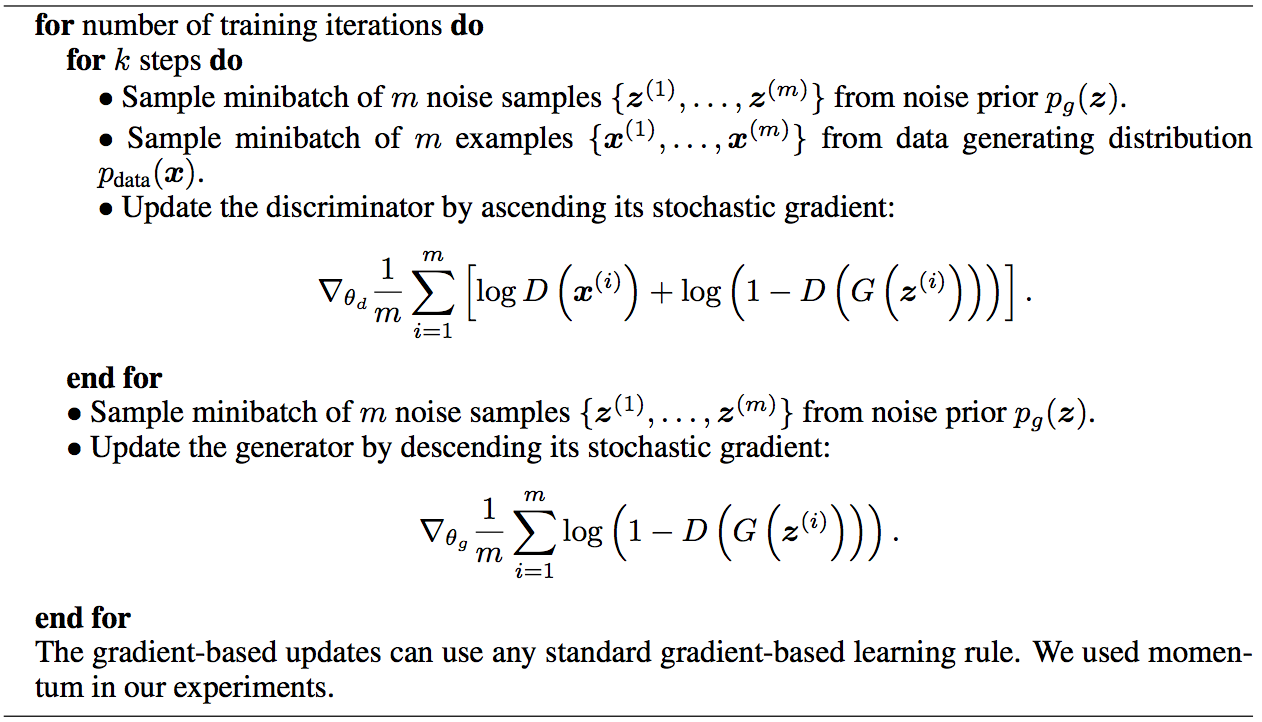 for number of training iterations do
for k steps do
• Sample minibatch of m noise samples {z^(1), . . . , z^(m)} from noise prior p_g(z).
• Sample minibatch of m examples {x^(1), . . . , x^(m)} from data generating distribution
p_data(x).
• Update the discriminator by ascending its stochastic gradient:
∇_θ_d 1/m ∑_{i=1}^{m} [log D (x^(i)) + log (1 − D (G (z^(i))))] .
end for
• Sample minibatch of m noise samples {z^(1), . . . , z^(m)} from noise prior p_g(z).
• Update the generator by descending its stochastic gradient:
∇_θ_g 1/m ∑_{i=1}^{m} log (1 − D (G (z^(i)))) .
end for
The gradient-based updates can use any standard gradient-based learning rule. We used momen-
tum in our experiments.